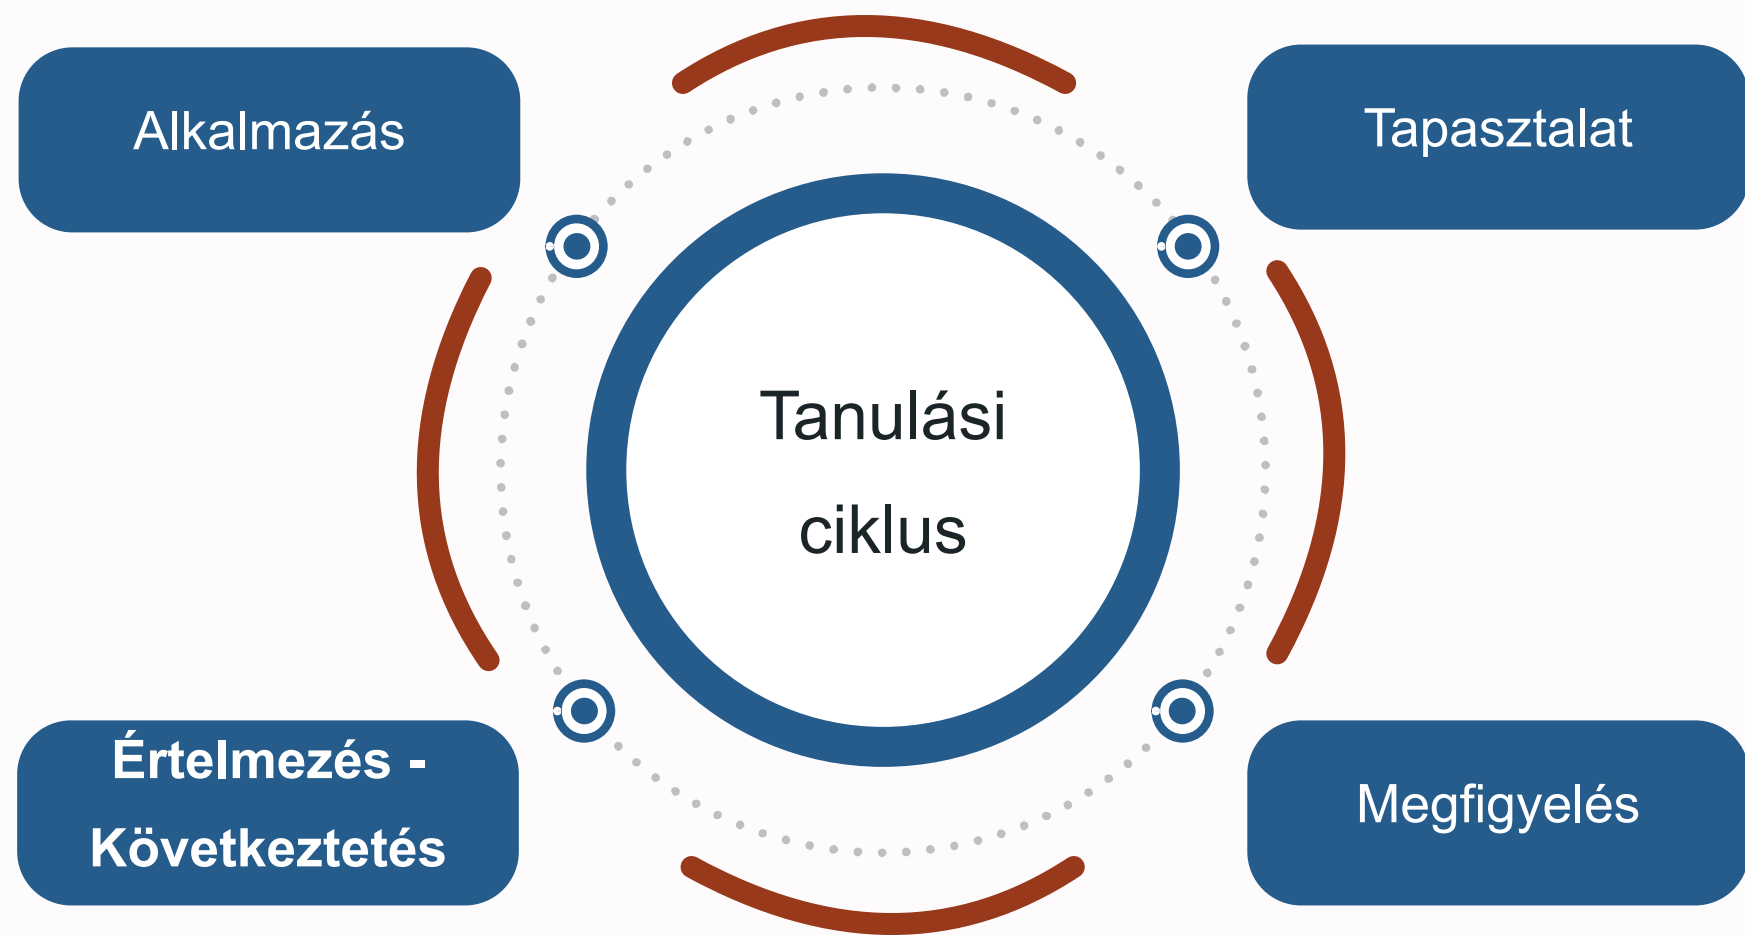 Alkalmazás
Tapasztalat
Tanulási
ciklus
Értelmezés -
Következtetés
Megfigyelés